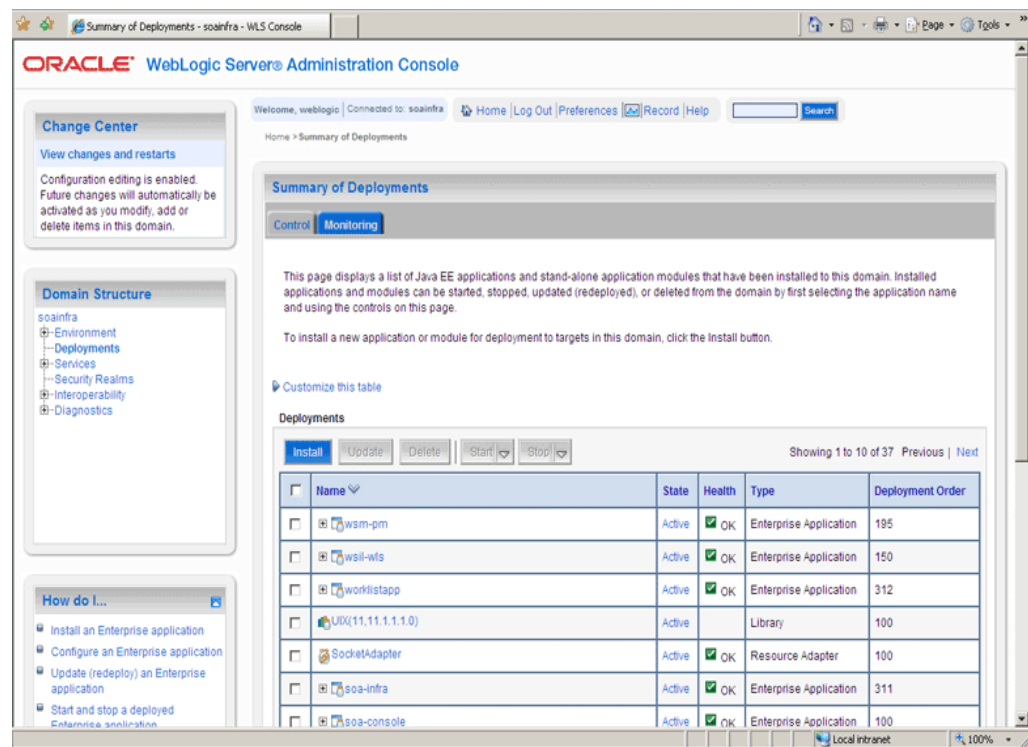 Summary of Deployments - soainfra - WLS Console
Page
Tools
»
ORACLE® WebLogic Server® Administration Console
Change Center
View changes and restarts
Configuration editing is enabled.
Future changes will automatically be
activated as you modify, add or
delete items in this domain.
Domain Structure
soainfra
Environment
Deployments
Services
Security Realms
Interoperability
Diagnostics
How do I...
Install an Enterprise application
Configure an Enterprise application
Update (redeploy) an Enterprise
application
Start and stop a deployed
Enterprise application
Welcome, weblogic Connected to: soainfra Home Log Out Preferences Record Help Search
Home > Summary of Deployments
Summary of Deployments
Control Monitoring
This page displays a list of Java EE applications and stand-alone application modules that have been installed to this domain. Installed
applications and modules can be started, stopped, updated (redeployed), or deleted from the domain by first selecting the application name
and using the controls on this page.
To install a new application or module for deployment to targets in this domain, click the Install button.
Customize this table
Deployments
Install Update Delete Start Stop Showing 1 to 10 of 37 Previous | Next
Name State Health Type Deployment Order
wsm-pm Active OK Enterprise Application 195
wsil-wls Active OK Enterprise Application 150
worklistapp Active OK Enterprise Application 312
UIX(11,11.1.1.1.0) Active Library 100
SocketAdapter Active OK Resource Adapter 100
soa-infra Active OK Enterprise Application 311
soa-console Active OK Enterprise Application 100
Local intranet 100%